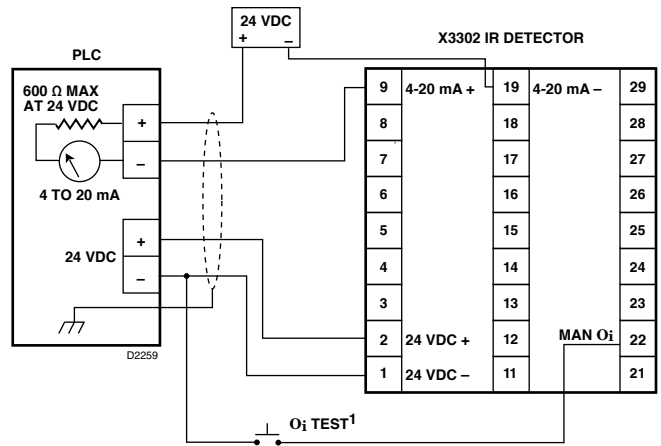 24 VDC
+ –
PLC
X3302 IR DETECTOR
600 Ω MAX
AT 24 VDC
+
–
4 TO 20 mA
24 VDC
+
–
D2259
9 4-20 mA + 19 4-20 mA – 29
8 18 28
7 17 27
6 16 26
5 15 25
4 14 24
3 13 23
2 24 VDC + 12 MAN Oi 22
1 24 VDC – 11 21
Oi TEST1